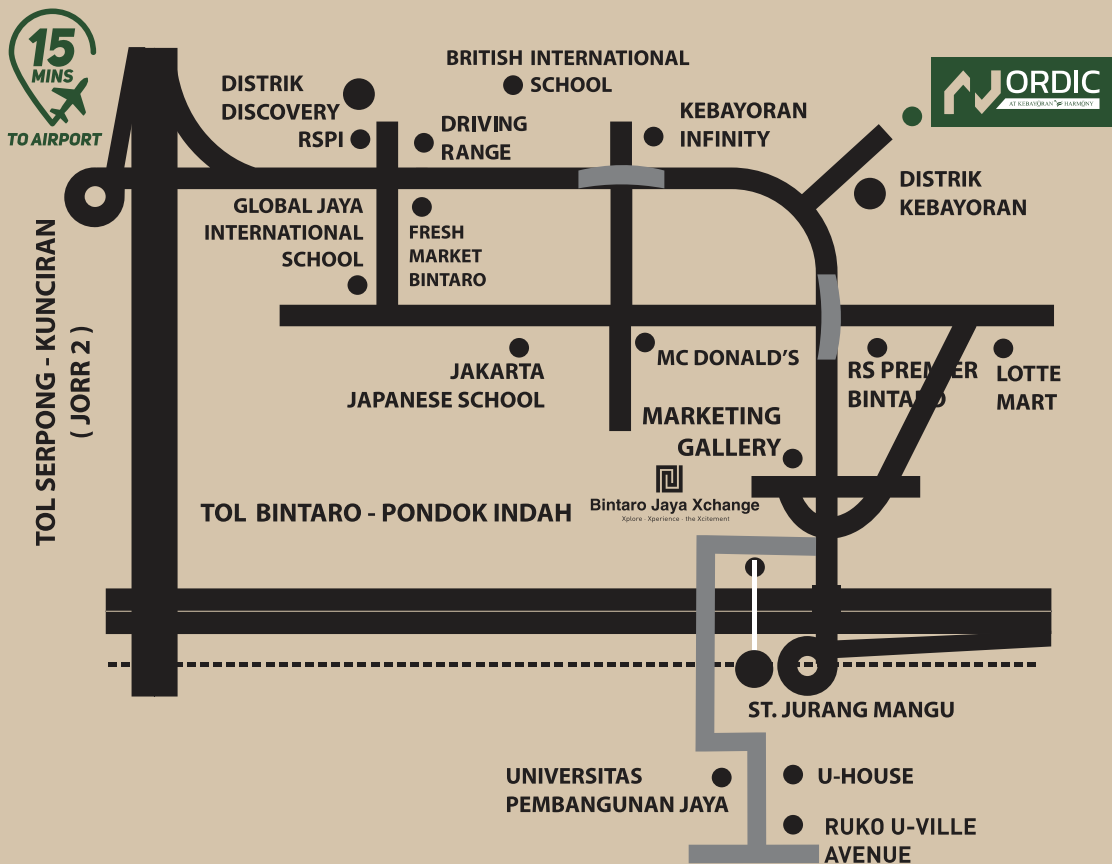 15
MINS
TO AIRPORT
DISTRIK
DISCOVERY
RSPI
DRIVING
RANGE
BRITISH INTERNATIONAL
SCHOOL
KEBAYORAN
INFINITY
NORDIC
AT KEBAYORAN HARMONY
DISTRIK
KEBAYORAN
GLOBAL JAYA
INTERNATIONAL
SCHOOL
FRESH
MARKET
BINTARO
TOL SERPONG - KUNCIRAN
( JORR 2 )
JAKARTA
JAPANESE SCHOOL
MC DONALD'S
RS PREMIER
BINTARO
LOTTE
MART
MARKETING
GALLERY
Bintaro Jaya Xchange
Xplore - Xperience - the Xcitement
TOL BINTARO - PONDOK INDAH
ST. JURANG MANGU
UNIVERSITAS
PEMBANGUNAN JAYA
U-HOUSE
RUKO U-VILLE
AVENUE